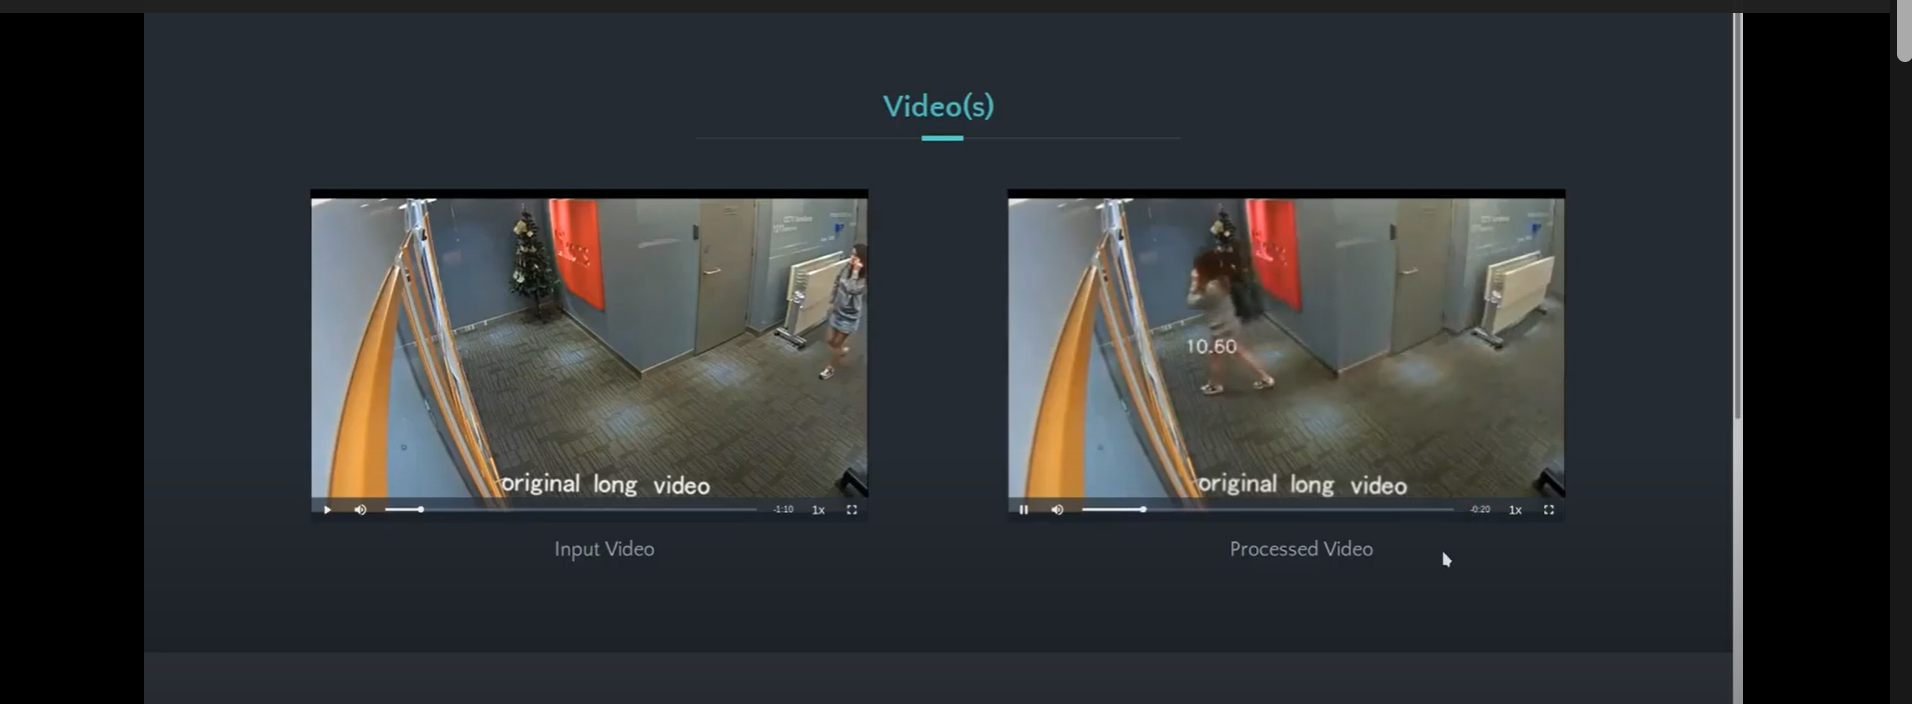 Video(s)
original long video
-1:10
1x
Input Video
10.60
original long video
-0:20
1x
Processed Video